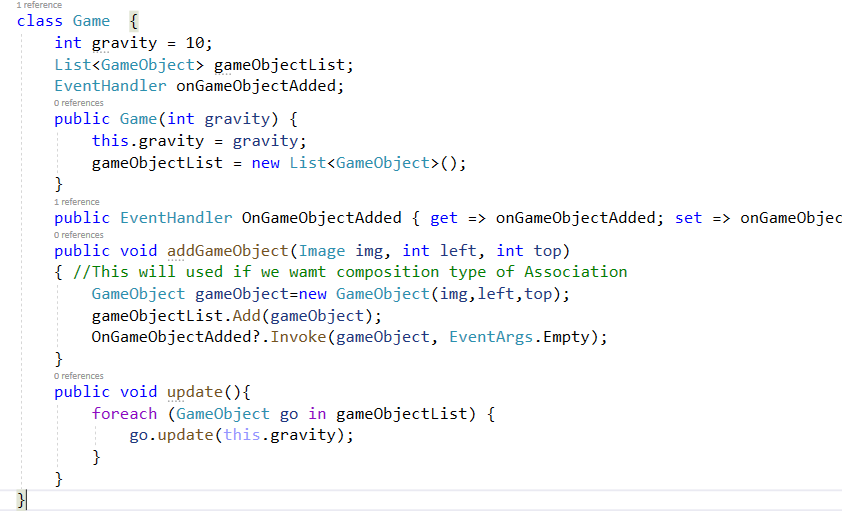 1 reference
class Game  {
    int gravity = 10;
    List<GameObject> gameObjectList;
    EventHandler onGameObjectAdded;
    0 references
    public Game(int gravity) {
        this.gravity = gravity;
        gameObjectList = new List<GameObject>();
    }
    1 reference
    public EventHandler OnGameObjectAdded { get => onGameObjectAdded; set => onGameObjec
    0 references
    public void addGameObject(Image img, int left, int top)
    { //This will used if we wamt composition type of Association
        GameObject gameObject=new GameObject(img,left,top);
        gameObjectList.Add(gameObject);
        OnGameObjectAdded?.Invoke(gameObject, EventArgs.Empty);
    }
    0 references
    public void update(){
        foreach (GameObject go in gameObjectList) {
            go.update(this.gravity);
        }
    }
}